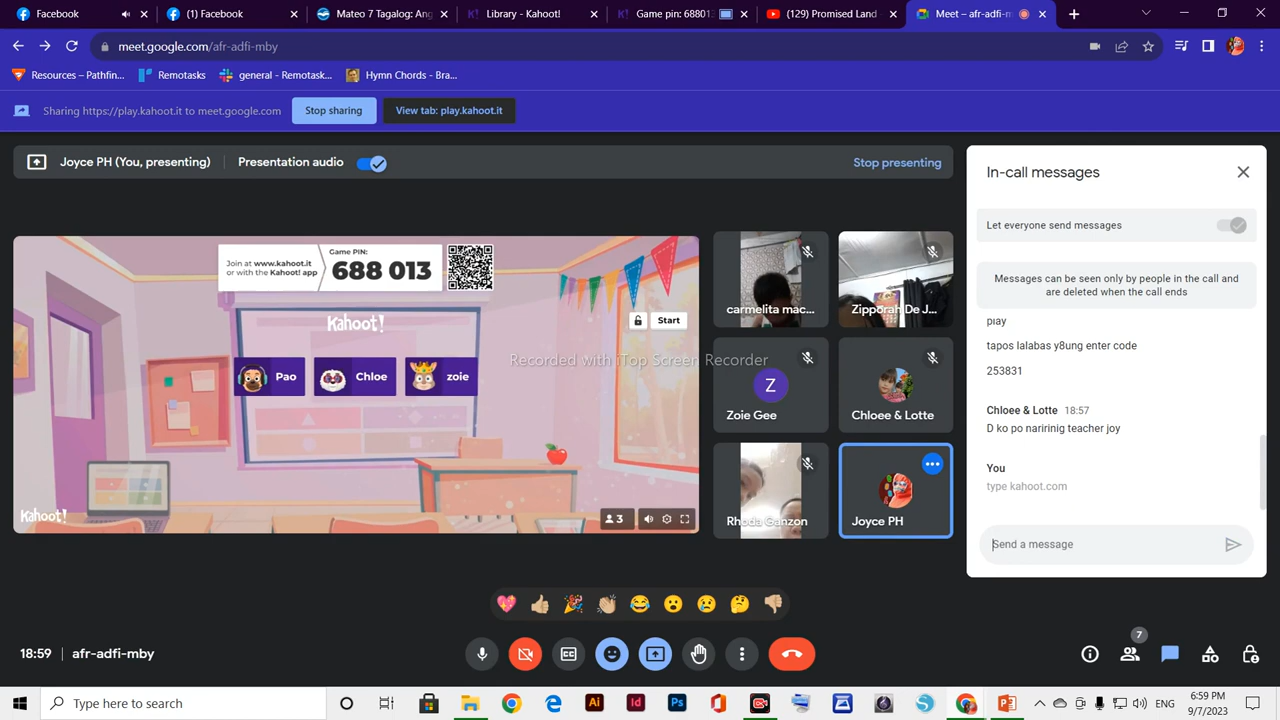 Facebook
(1) Facebook
Mateo 7 Tagalog: Ang
Library - Kahoot!
Game pin: 68801
(129) Promised Land
Meet – afr-adfi-m
meet.google.com/afr-adfi-mby
Resources – Pathfin...
Remotasks
general - Remotask...
Hymn Chords - Bra...
Sharing https://play.kahoot.it to meet.google.com
Stop sharing
View tab: play.kahoot.it
Joyce PH (You, presenting)
Presentation audio
Stop presenting
Join at www.kahoot.it
or with the Kahoot! app
Game PIN:
688 013
Kahoot!
Start
Pao
Chloe
zoie
Kahoot!
3
Recorded with iTop Screen Recorder
carmelita mac...
Zipporah De J...
Z
Zoie Gee
Chloee & Lotte
Rhoda Ganzon
Joyce PH
In-call messages
Let everyone send messages
Messages can be seen only by people in the call and
are deleted when the call ends
play
tapos lalabas y8ung enter code
253831
Chloee & Lotte 18:57
D ko po naririnig teacher joy
You
type kahoot.com
Send a message
18:59
afr-adfi-mby
7
Type here to search
Ai
Id
Ps
ENG
6:59 PM
9/7/2023